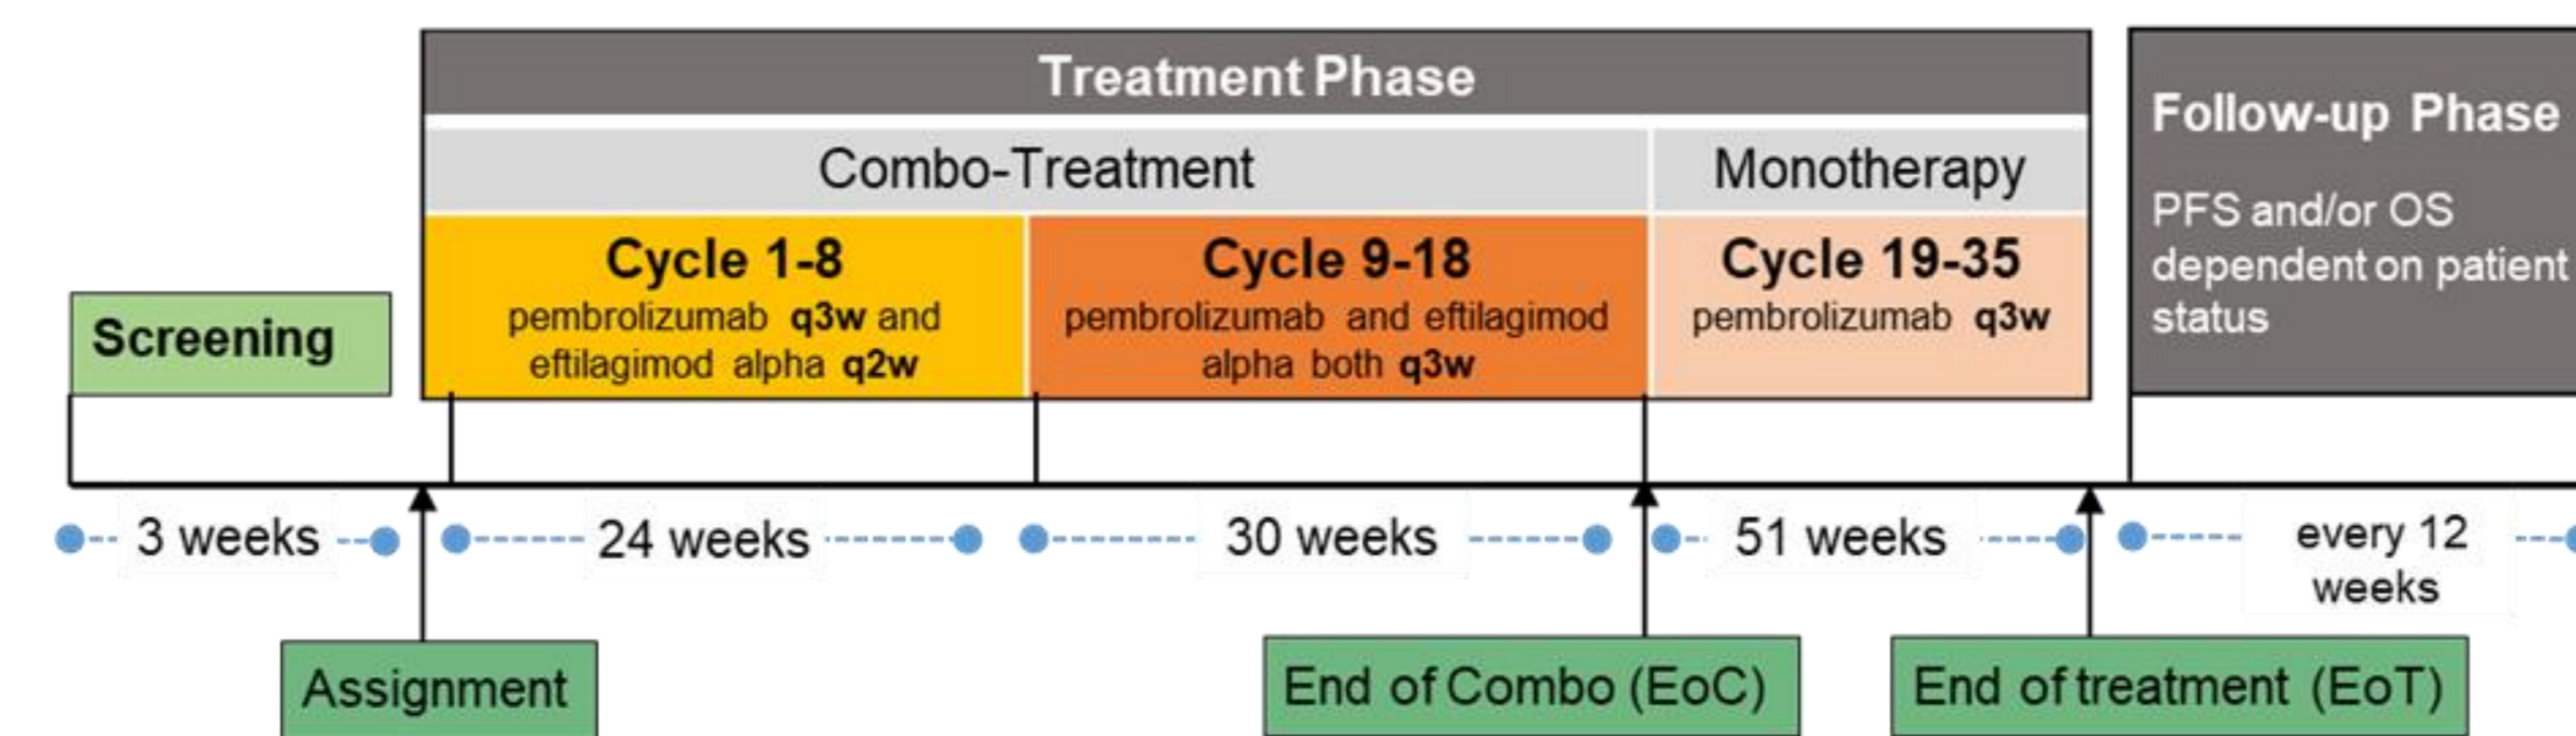 Treatment Phase
Combo-Treatment
Monotherapy
Screening
Cycle 1-8
pembrolizumab q3w and
eftilagimod alpha q2w
Cycle 9-18
pembrolizumab and eftilagimod
alpha both q3w
Cycle 19-35
pembrolizumab q3w
Follow-up Phase
PFS and/or OS
dependent on patient
status
3 weeks
24 weeks
30 weeks
51 weeks
every 12
weeks
Assignment
End of Combo (EoC)
End of treatment (EoT)